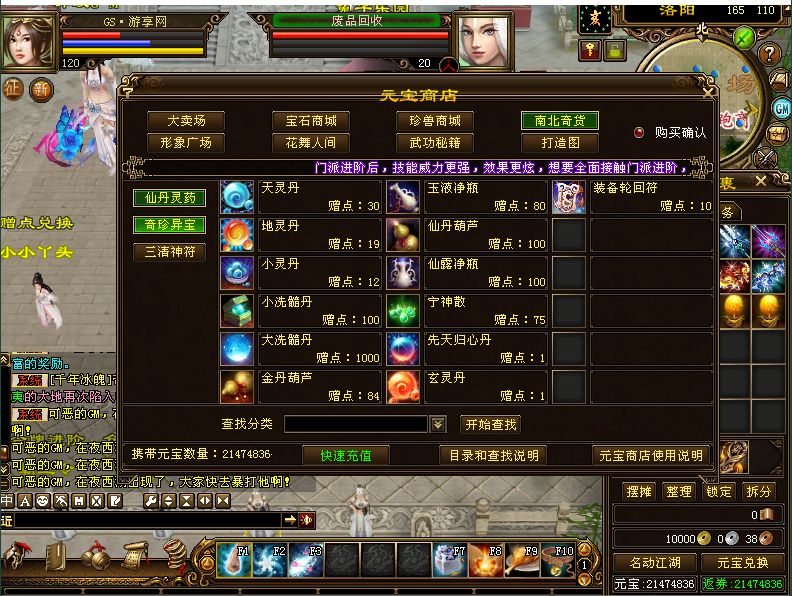 GS·游享网
废品回收
洛阳
165 110
120
20
北
GM
征
新
元宝商店
大卖场
宝石商城
珍兽商城
南北奇货
形象广场
花舞人间
武功秘籍
打造图
购买确认
门派进阶后，技能威力更强，效果更炫，想要全面接触门派进阶，
仙丹灵药
奇珍异宝
三清神符
天灵丹
赠点：30
玉液净瓶
赠点：80
装备轮回符
赠点：10
地灵丹
赠点：19
仙丹葫芦
赠点：100
小灵丹
赠点：12
仙露净瓶
赠点：100
小洗髓丹
赠点：100
宁神散
赠点：75
大洗髓丹
赠点：1000
先天归心丹
赠点：1
金丹葫芦
赠点：84
玄灵丹
赠点：1
查找分类
开始查找
携带元宝数量：21474836
快速充值
目录和查找说明
元宝商店使用说明
赠点兑换
小小丫头
富的奖励。
系统 [千年冰魄]
夷的大地再次陷入
系统 可恶的GM，在
啊！
可恶的GM，在夜西
可恶的GM，在夜西
可恶的GM，在夜西 出现了，大家快去暴打他啊！
近
F1
F2
F3
F7
F8
F9
F10
1
摆摊
整理
锁定
拆分
0
10000 0 38
名动江湖
元宝兑换
元宝:21474836
返券:21474836